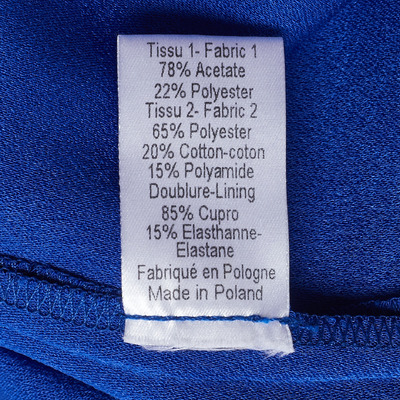 Tissu 1- Fabric 1
78% Acetate
22% Polyester
Tissu 2- Fabric 2
65% Polyester
20% Cotton-coton
15% Polyamide
Doublure-Lining
85% Cupro
15% Elasthanne-
Elastane
Fabriqué en Pologne
Made in Poland